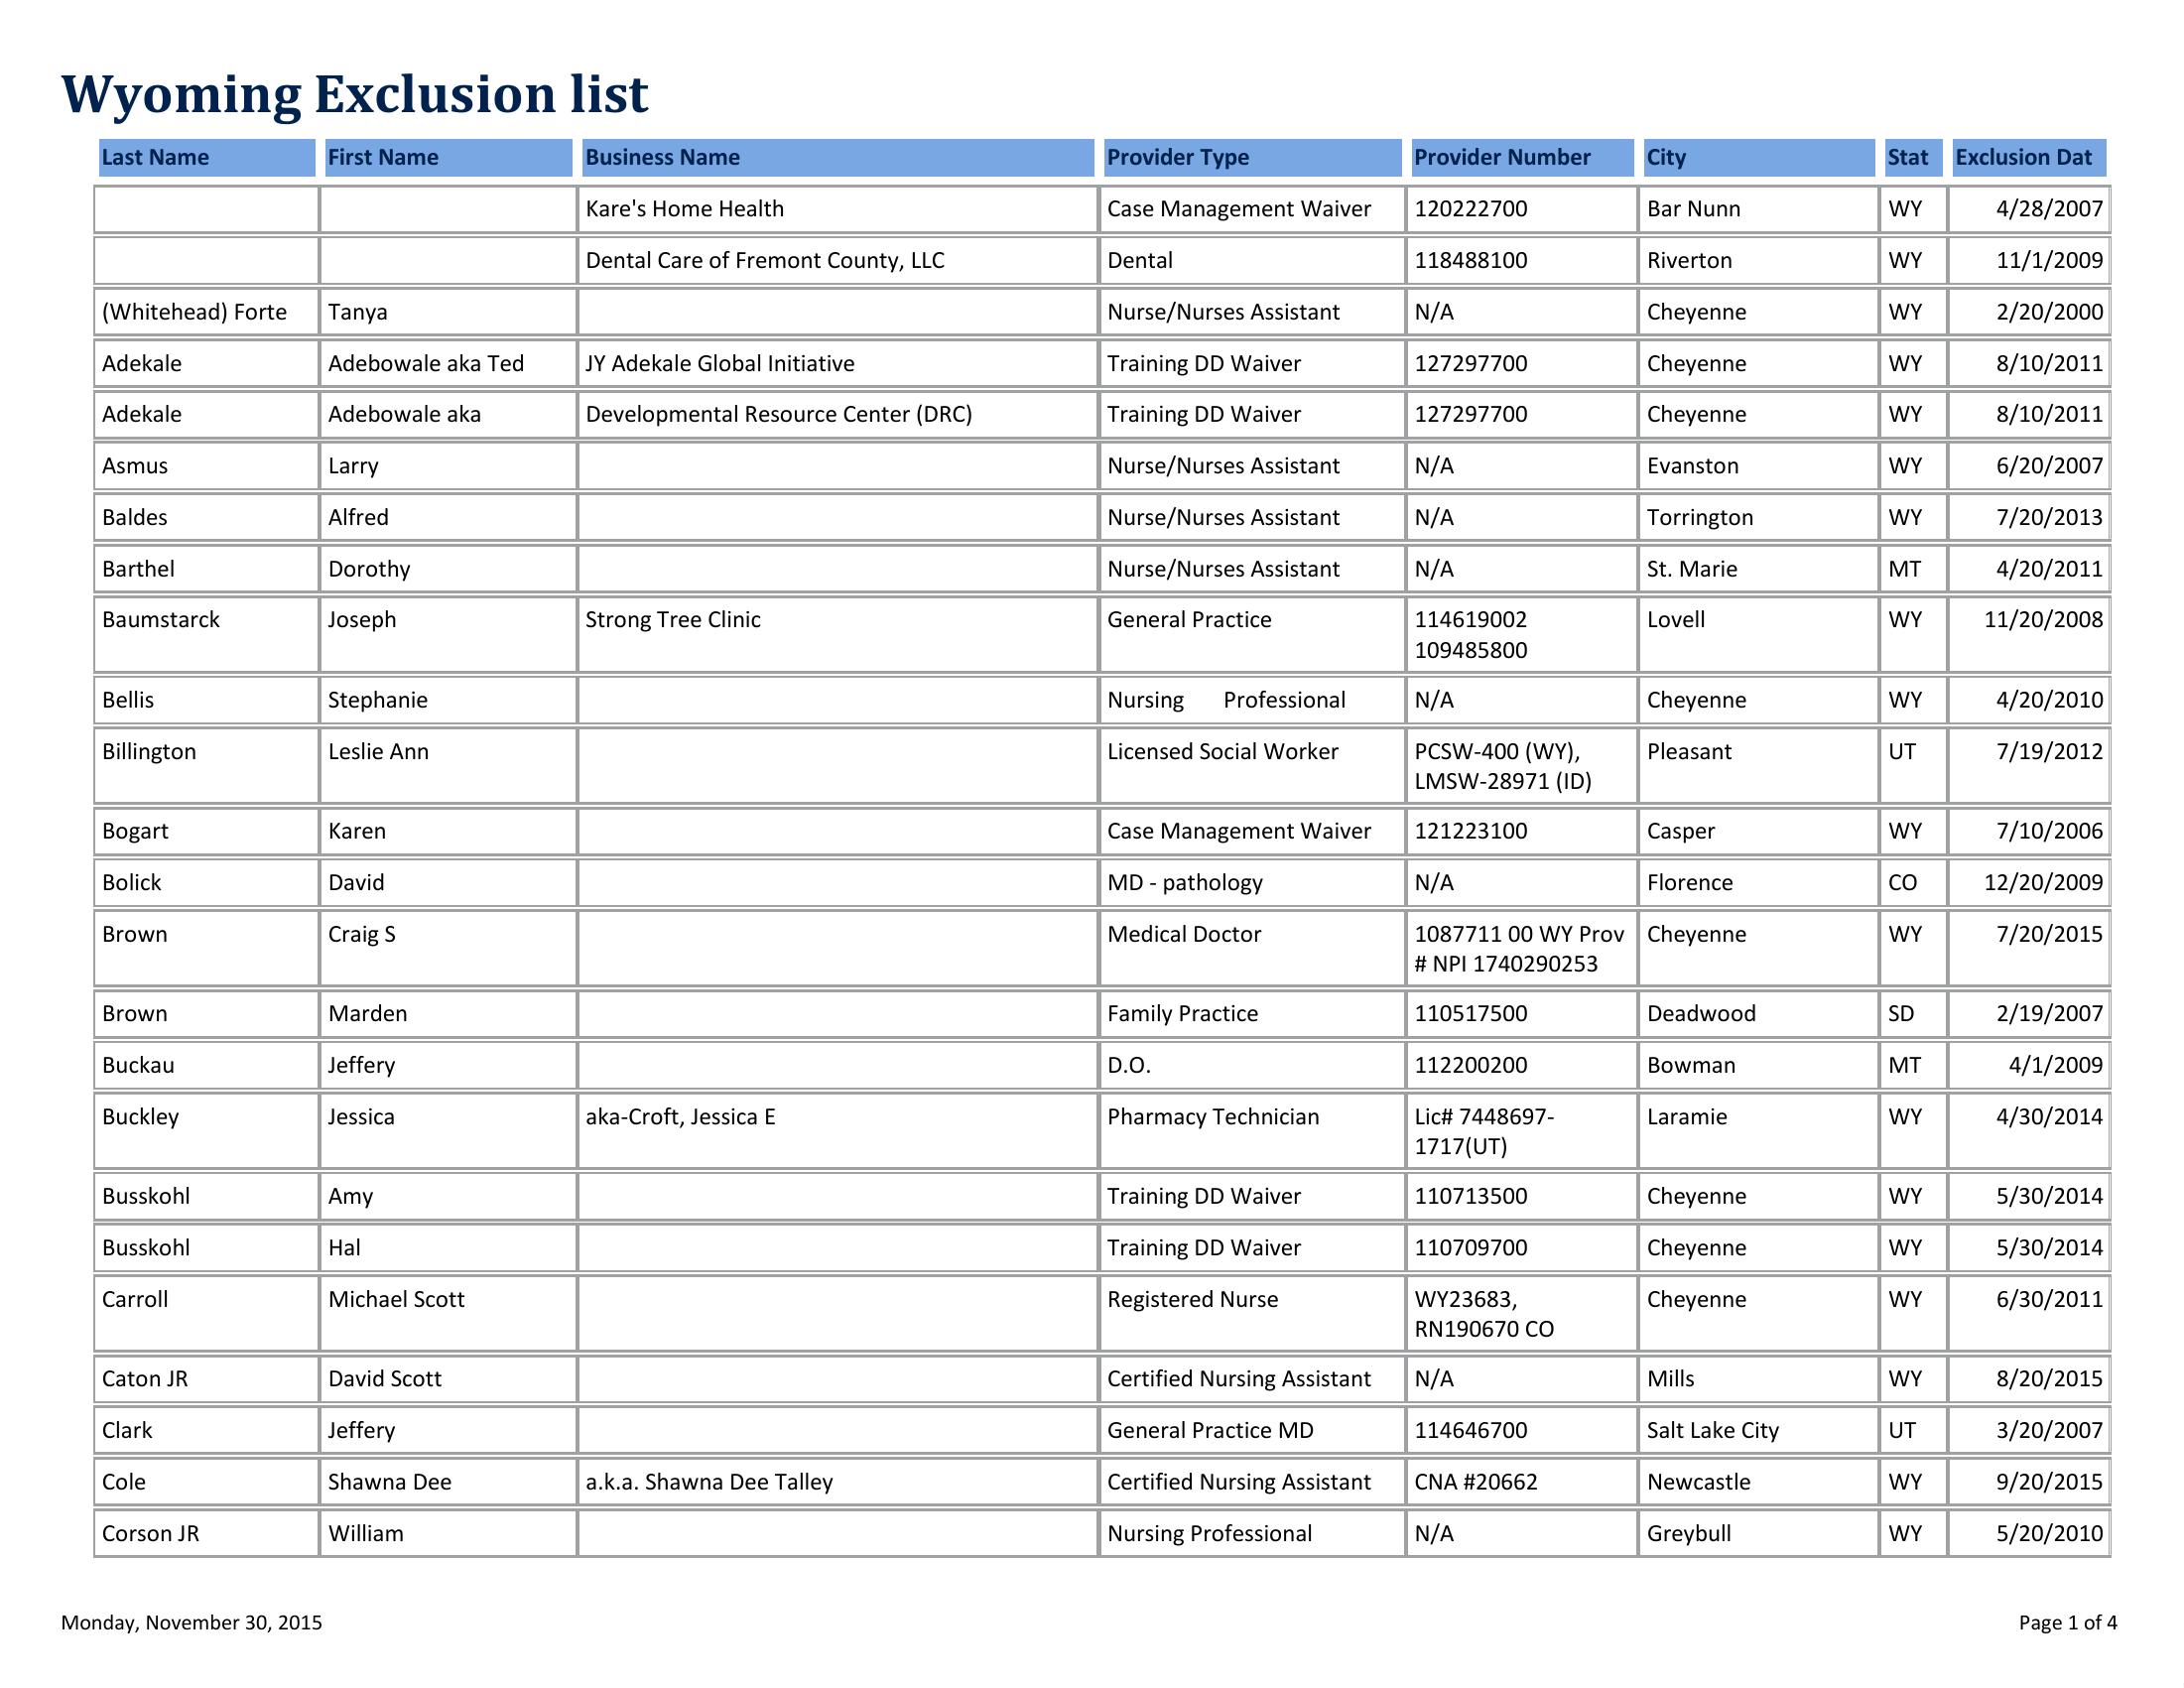 Wyoming Exclusion list
Last Name First Name Business Name Provider Type Provider Number City Stat Exclusion Dat
Kare's Home Health Case Management Waiver 120222700 Bar Nunn WY 4/28/2007
Dental Care of Fremont County, LLC Dental 118488100 Riverton WY 11/1/2009
(Whitehead) Forte Tanya Nurse/Nurses Assistant N/A Cheyenne WY 2/20/2000
Adekale Adebowale aka Ted JY Adekale Global Initiative Training DD Waiver 127297700 Cheyenne WY 8/10/2011
Adekale Adebowale aka Developmental Resource Center (DRC) Training DD Waiver 127297700 Cheyenne WY 8/10/2011
Asmus Larry Nurse/Nurses Assistant N/A Evanston WY 6/20/2007
Baldes Alfred Nurse/Nurses Assistant N/A Torrington WY 7/20/2013
Barthel Dorothy Nurse/Nurses Assistant N/A St. Marie MT 4/20/2011
Baumstarck Joseph Strong Tree Clinic General Practice 114619002 Lovell WY 11/20/2008
109485800
Bellis Stephanie Nursing Professional N/A Cheyenne WY 4/20/2010
Billington Leslie Ann Licensed Social Worker PCSW-400 (WY), Pleasant UT 7/19/2012
LMSW-28971 (ID)
Bogart Karen Case Management Waiver 121223100 Casper WY 7/10/2006
Bolick David MD - pathology N/A Florence CO 12/20/2009
Brown Craig S Medical Doctor 1087711 00 WY Prov Cheyenne WY 7/20/2015
# NPI 1740290253
Brown Marden Family Practice 110517500 Deadwood SD 2/19/2007
Buckau Jeffery D.O. 112200200 Bowman MT 4/1/2009
Buckley Jessica aka-Croft, Jessica E Pharmacy Technician Lic# 7448697- Laramie WY 4/30/2014
1717(UT)
Busskohl Amy Training DD Waiver 110713500 Cheyenne WY 5/30/2014
Busskohl Hal Training DD Waiver 110709700 Cheyenne WY 5/30/2014
Carroll Michael Scott Registered Nurse WY23683, Cheyenne WY 6/30/2011
RN190670 CO
Caton JR David Scott Certified Nursing Assistant N/A Mills WY 8/20/2015
Clark Jeffery General Practice MD 114646700 Salt Lake City UT 3/20/2007
Cole Shawna Dee a.k.a. Shawna Dee Talley Certified Nursing Assistant CNA #20662 Newcastle WY 9/20/2015
Corson JR William Nursing Professional N/A Greybull WY 5/20/2010
Monday, November 30, 2015 Page 1 of 4